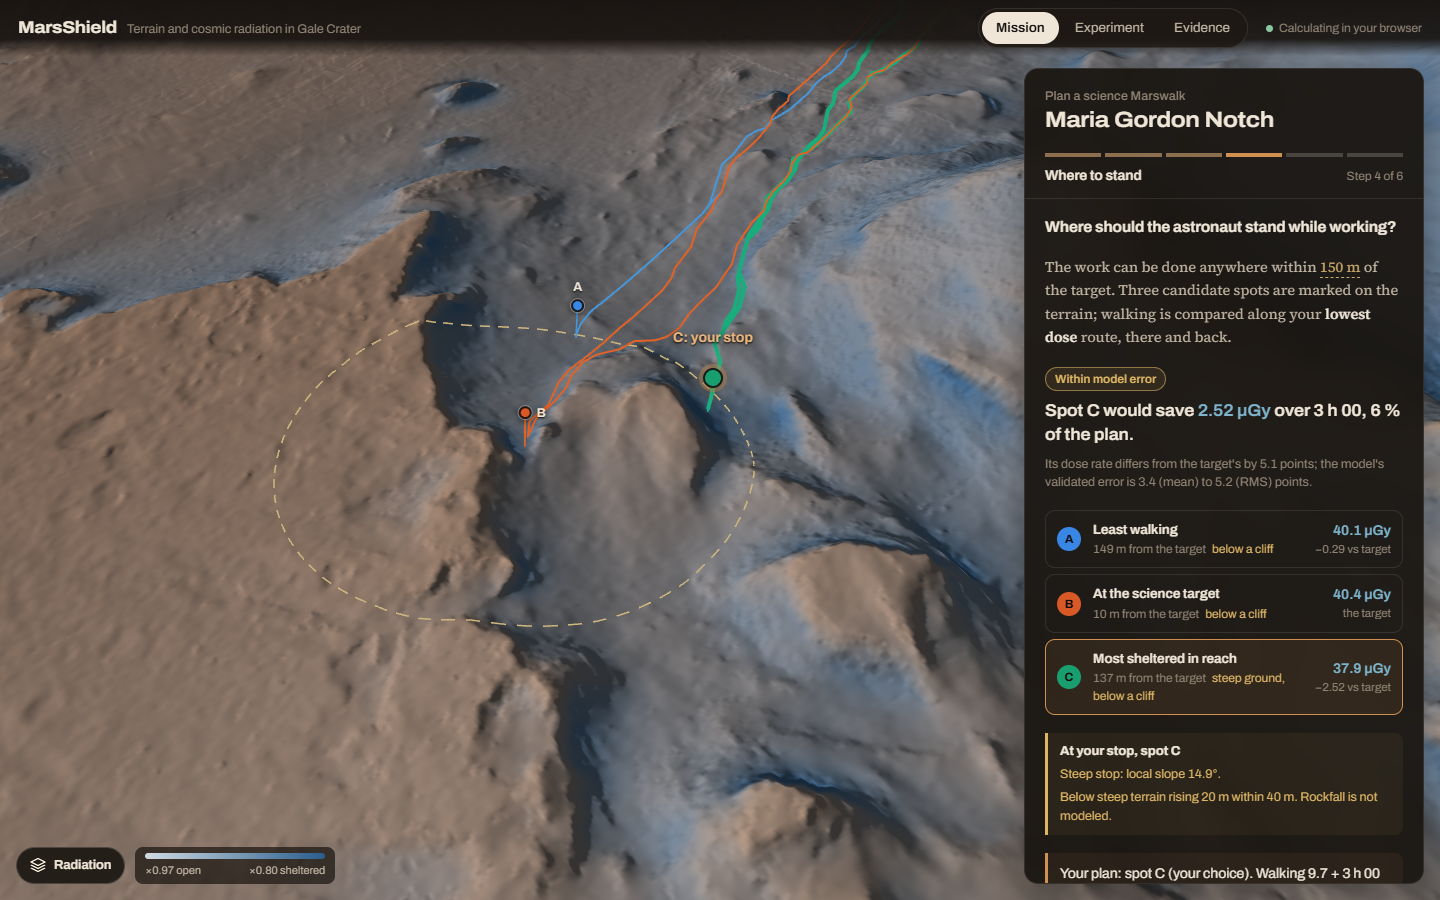 MarsShield Terrain and cosmic radiation in Gale Crater
Mission Experiment Evidence Calculating in your browser
Plan a science Marswalk
Maria Gordon Notch
Where to stand Step 4 of 6
Where should the astronaut stand while working?
The work can be done anywhere within 150 m of
the target. Three candidate spots are marked on the
terrain; walking is compared along your lowest
dose route, there and back.
Within model error
Spot C would save 2.52 µGy over 3 h 00, 6 %
of the plan.
Its dose rate differs from the target's by 5.1 points; the model's
validated error is 3.4 (mean) to 5.2 (RMS) points.
A Least walking 40.1 µGy
149 m from the target below a cliff −0.29 vs target
B At the science target 40.4 µGy
10 m from the target below a cliff the target
C Most sheltered in reach 37.9 µGy
137 m from the target steep ground, −2.52 vs target
below a cliff
At your stop, spot C
Steep stop: local slope 14.9°.
Below steep terrain rising 20 m within 40 m. Rockfall is not
modeled.
Your plan: spot C (your choice). Walking 9.7 + 3 h 00
A
C: your stop
B
Radiation
×0.97 open ×0.80 sheltered